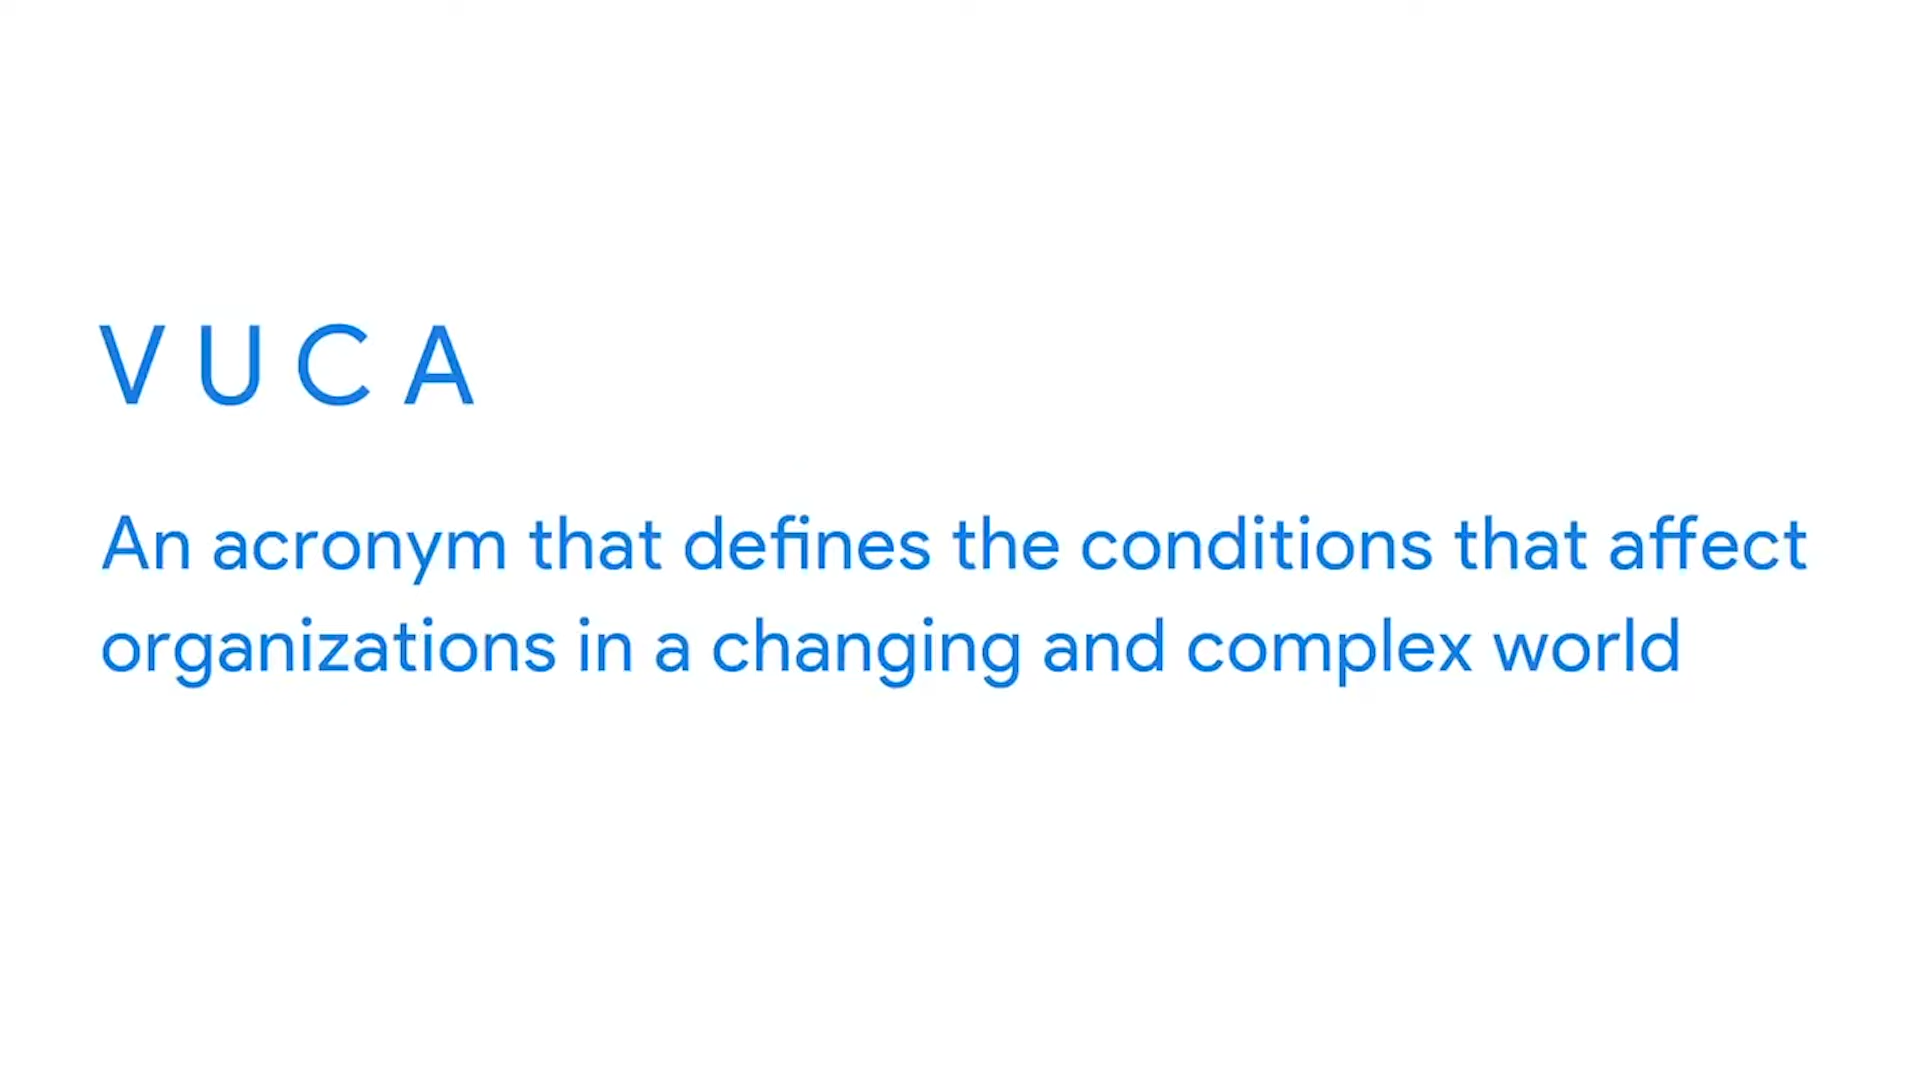 V U C A
An acronym that defines the conditions that affect
organizations in a changing and complex world